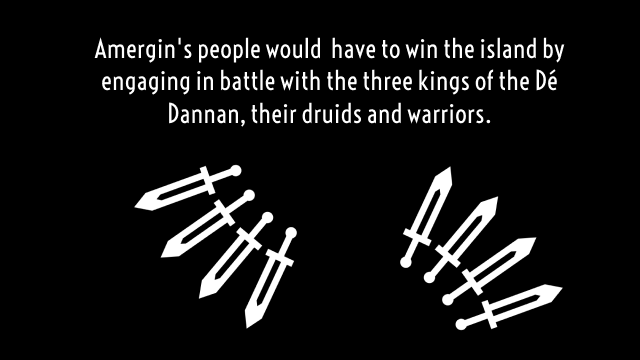 Amergin's people would  have to win the island by
engaging in battle with the three kings of the Dé
Dannan, their druids and warriors.